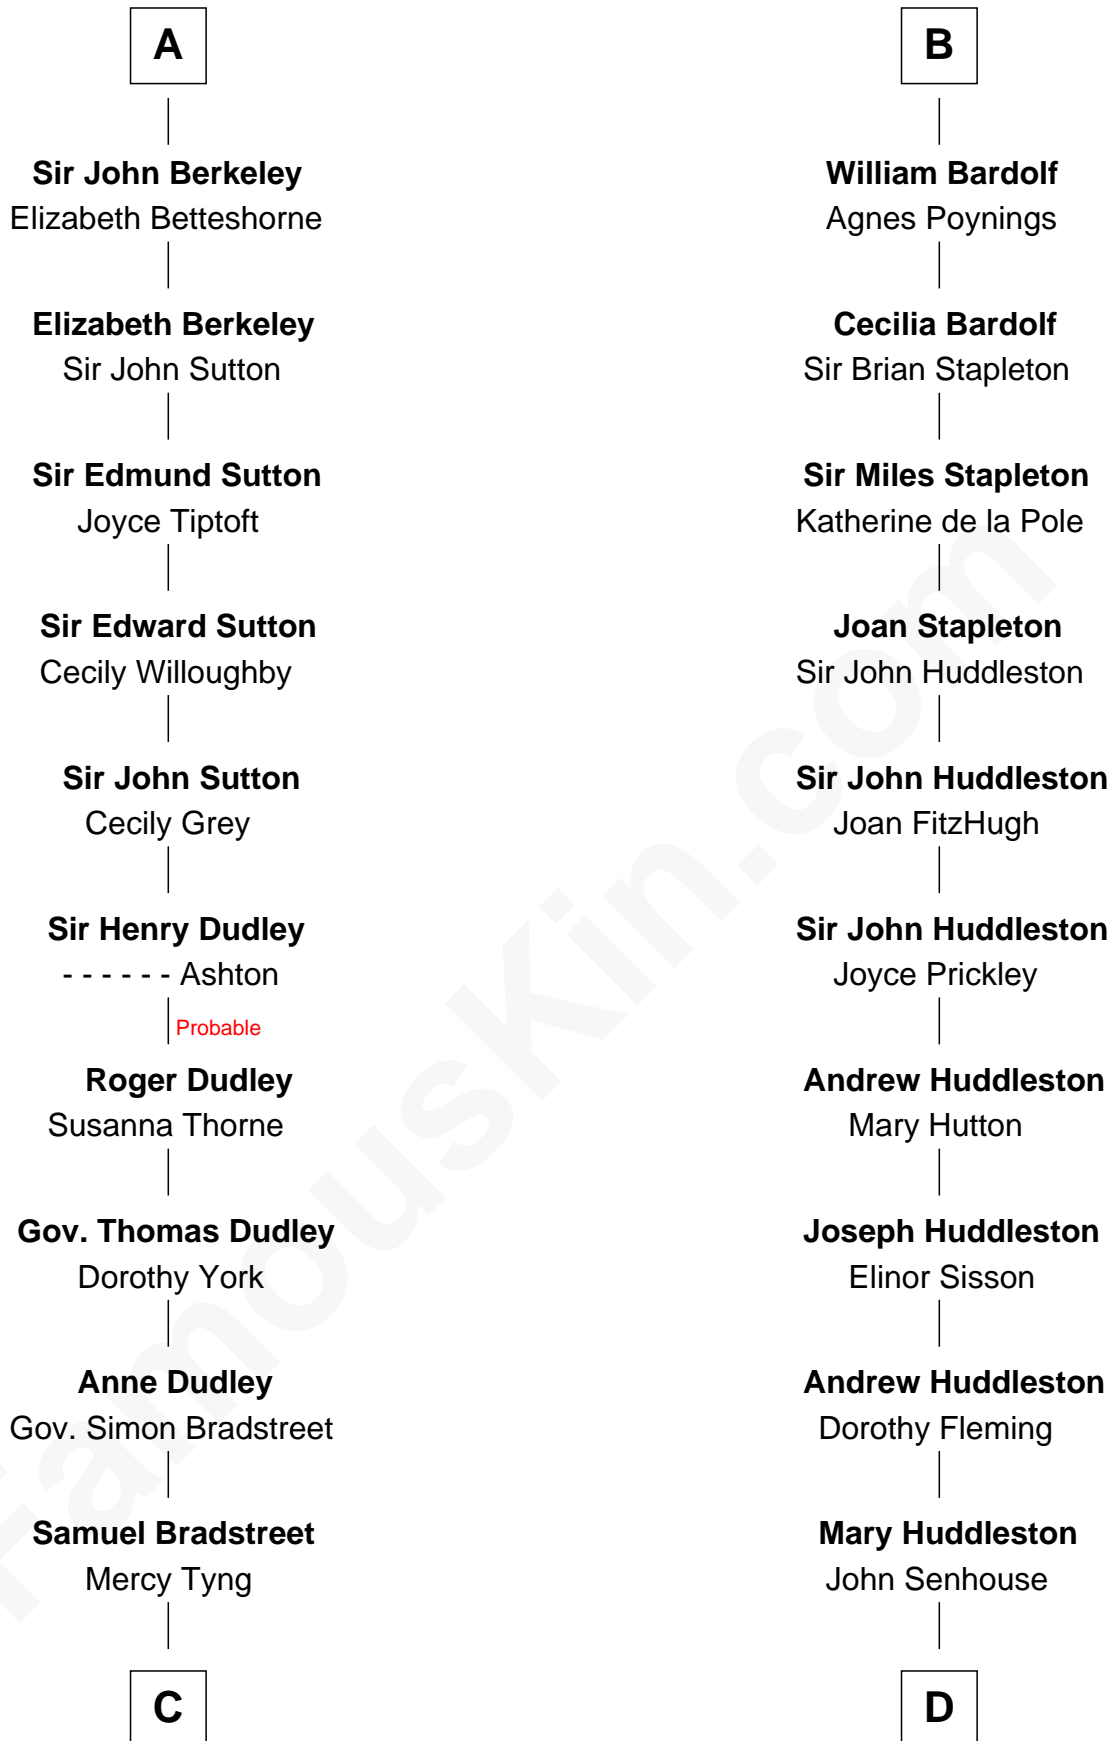 A
Sir John Berkeley
Elizabeth Betteshorne
Elizabeth Berkeley
Sir John Sutton
Sir Edmund Sutton
Joyce Tiptoft
Sir Edward Sutton
Cecily Willoughby
Sir John Sutton
Cecily Grey
Sir Henry Dudley
- - - - - - Ashton
Probable
Roger Dudley
Susanna Thorne
Gov. Thomas Dudley
Dorothy York
Anne Dudley
Gov. Simon Bradstreet
Samuel Bradstreet
Mercy Tyng
C
B
William Bardolf
Agnes Poynings
Cecilia Bardolf
Sir Brian Stapleton
Sir Miles Stapleton
Katherine de la Pole
Joan Stapleton
Sir John Huddleston
Sir John Huddleston
Joan FitzHugh
Sir John Huddleston
Joyce Prickley
Andrew Huddleston
Mary Hutton
Joseph Huddleston
Elinor Sisson
Andrew Huddleston
Dorothy Fleming
Mary Huddleston
John Senhouse
D
FamousKin.com